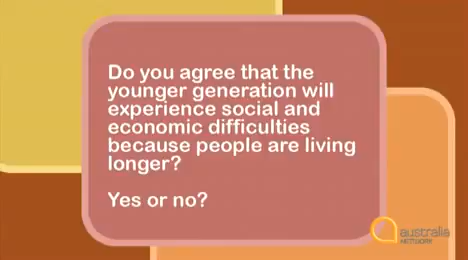 Do you agree that the
younger generation will
experience social and
economic difficulties
because people are living
longer?
Yes or no?
australia
NETWORK